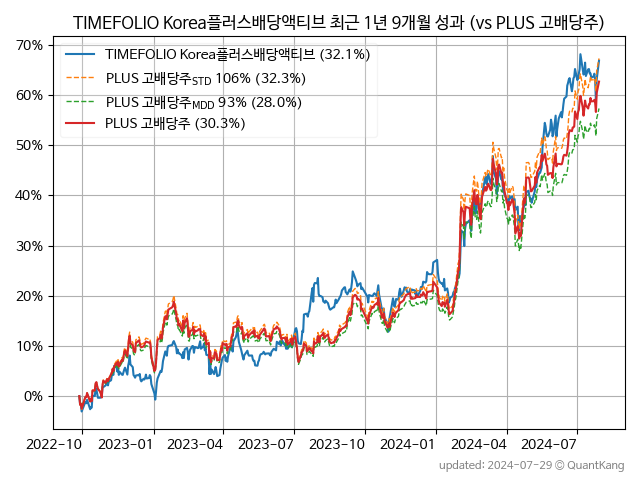 TIMEFOLIO Korea플러스배당액티브 최근 1년 9개월 성과 (vs PLUS 고배당주)
TIMEFOLIO Korea플러스배당액티브 (32.1%)
PLUS 고배당주STD 106% (32.3%)
PLUS 고배당주MDD 93% (28.0%)
PLUS 고배당주 (30.3%)
70%
60%
50%
40%
30%
20%
10%
0%
2022-10 2023-01 2023-04 2023-07 2023-10 2024-01 2024-04 2024-07
updated: 2024-07-29 © QuantKang